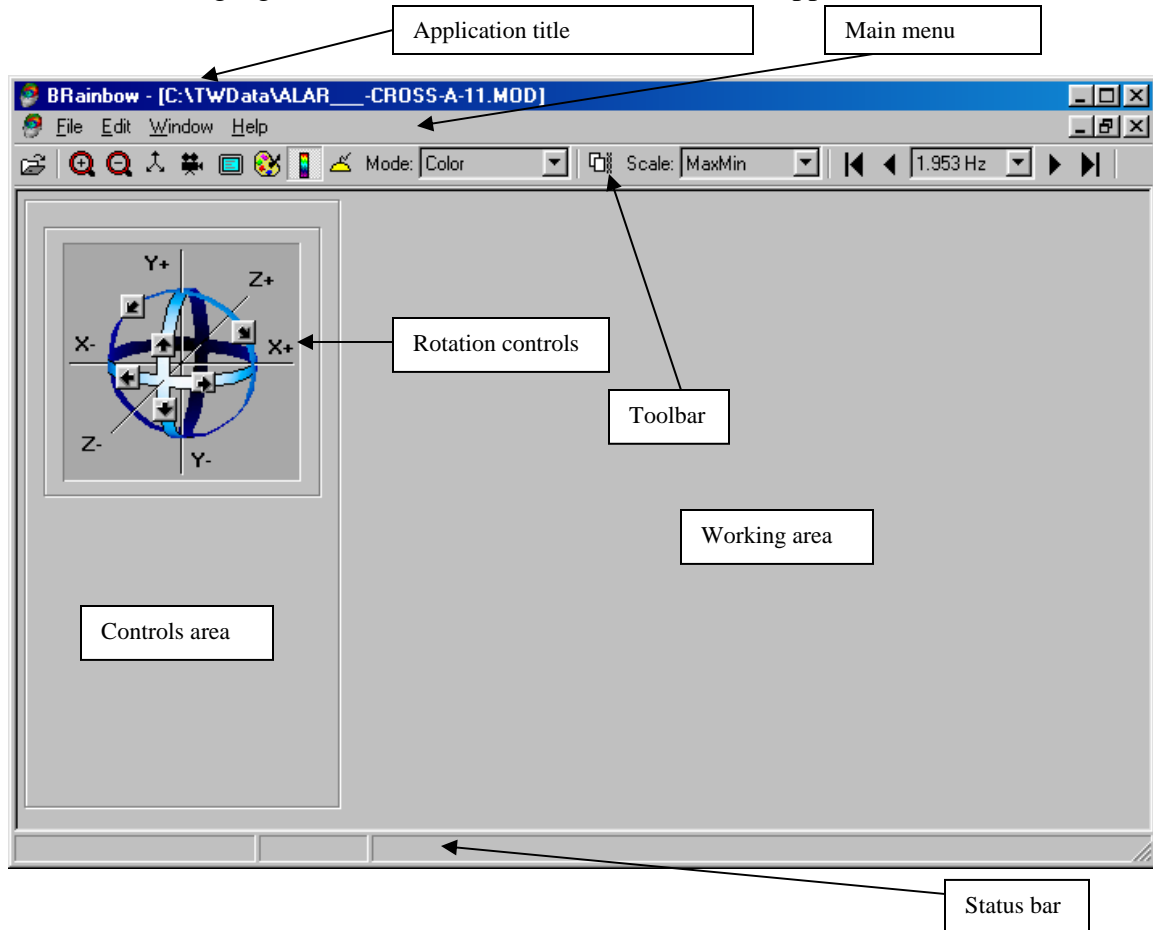 Application title
Main menu
BRainbow - [C:\TWData\ALAR___-CROSS-A-11.MOD]
File Edit Window Help
Mode: Color Scale: MaxMin 1.953 Hz
Y+
Z+
X-
X+
Z-
Y-
Rotation controls
Toolbar
Working area
Controls area
Status bar